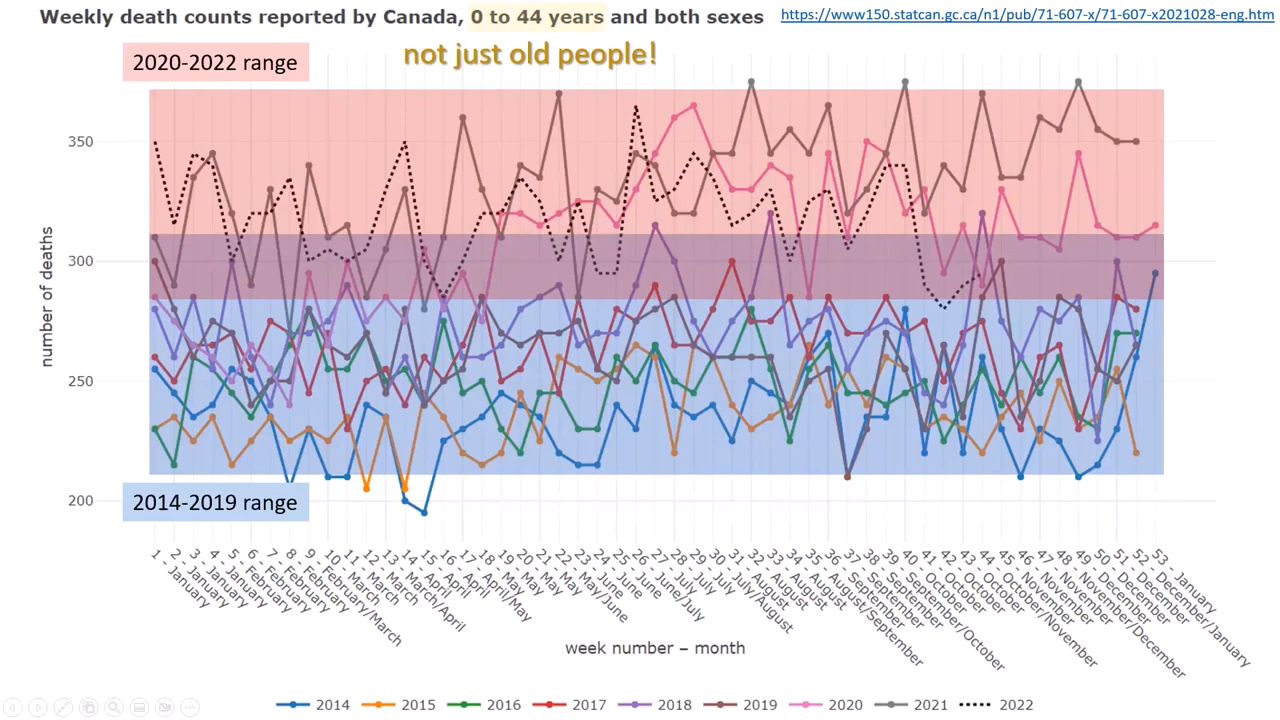 Weekly death counts reported by Canada, 0 to 44 years and both sexes
https://www150.statcan.gc.ca/n1/pub/71-607-x/71-607-x2021028-eng.htm
not just old people!
2020-2022 range
350
300
250
200
number of deaths
2014-2019 range
1 - January
2 - January
3 - January
4 - January
5 - February
6 - February
7 - February
8 - February
9 - February/March
10 - March
11 - March
12 - March
13 - March/April
14 - April
15 - April
16 - April
17 - April/May
18 - May
19 - May
20 - May
21 - May
22 - May/June
23 - June
24 - June
25 - June
26 - June/July
27 - July
28 - July
29 - July
30 - July/August
31 - August
32 - August
33 - August
34 - August
35 - August/September
36 - September
37 - September
38 - September
39 - September/October
40 - October
41 - October
42 - October
43 - October
44 - October/November
45 - November
46 - November
47 - November
48 - November/December
49 - December
50 - December
51 - December
52 - December/January
53 - January
week number – month
2014
2015
2016
2017
2018
2019
2020
2021
2022